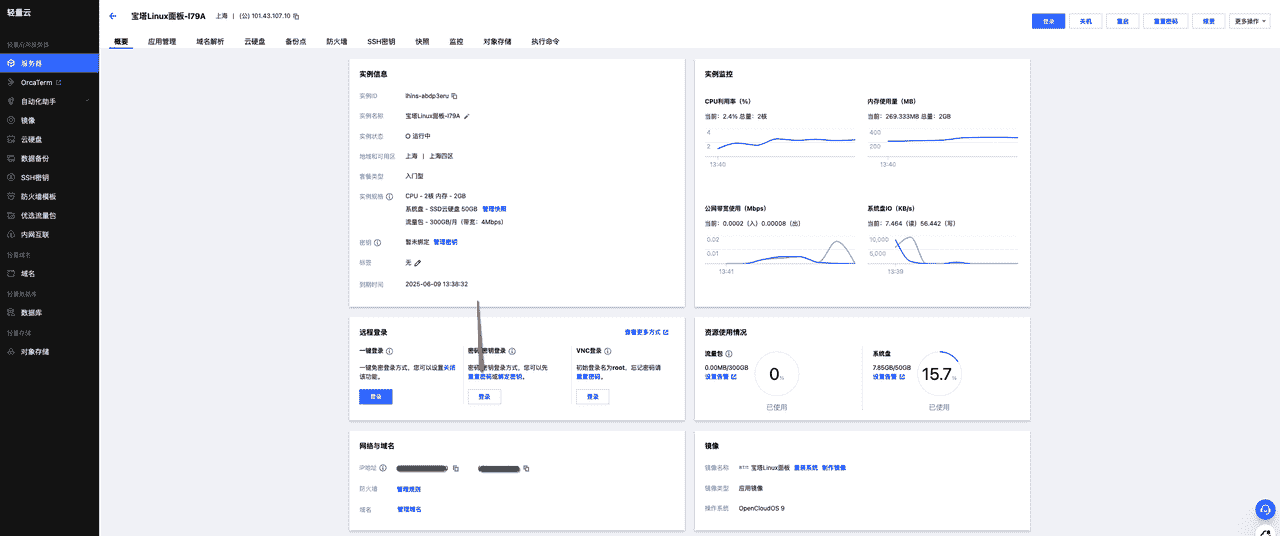 轻量云
轻量应用服务器
服务器
OrcaTerm
自动化助手
镜像
云硬盘
数据备份
SSH密钥
防火墙模板
优选流量包
内网互联
轻量域名
域名
轻量数据库
数据库
轻量存储
对象存储
宝塔Linux面板-I79A 上海 | (公) 101.43.107.10
登录 关机 重启 重置密码 续费 更多操作
概要 应用管理 域名解析 云硬盘 备份点 防火墙 SSH密钥 快照 监控 对象存储 执行命令
实例信息
实例ID lhins-abdp3eru
实例名称 宝塔Linux面板-I79A
实例状态 运行中
地域和可用区 上海 | 上海四区
套餐类型 入门型
实例规格 CPU - 2核 内存 - 2GB
系统盘 - SSD云硬盘 50GB 管理快照
流量包 - 300GB/月（带宽：4Mbps）
密钥 暂未绑定 管理密钥
标签 无
到期时间 2025-06-09 13:38:32
实例监控
CPU利用率（%）
当前：2.4% 总量：2核
4
2
13:40
内存使用量（MB）
当前：269.333MB 总量：2GB
400
200
13:40
公网带宽使用（Mbps）
当前：0.0002（入）0.00008（出）
0.02
0.01
13:41
系统盘IO（KB/s）
当前：7.464（读）56.442（写）
10,000
5,000
13:39
远程登录 查看更多方式
一键登录
一键免密登录方式，您可以设置关闭
该功能。
登录
密码/密钥登录
密码/密钥登录方式，您可以先
重置密码或绑定密钥。
登录
VNC登录
初始登录名为root，忘记密码请
重置密码。
登录
资源使用情况
流量包
0.00MB/300GB
设置告警
0%
已使用
系统盘
7.85GB/50GB
设置告警
15.7%
已使用
网络与域名
IP地址
防火墙 管理规则
域名 管理域名
镜像
镜像名称 宝塔Linux面板 重装系统 制作镜像
镜像类型 应用镜像
操作系统 OpenCloudOS 9